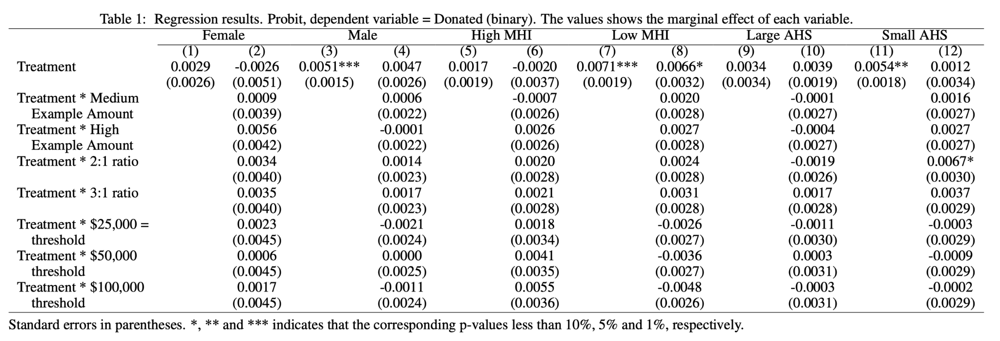 Table 1: Regression results. Probit, dependent variable = Donated (binary). The values shows the marginal effect of each variable.
Female Male High MHI Low MHI Large AHS Small AHS
(1) (2) (3) (4) (5) (6) (7) (8) (9) (10) (11) (12)
Treatment 0.0029 -0.0026 0.0051*** 0.0047 0.0017 -0.0020 0.0071*** 0.0066* 0.0034 0.0039 0.0054** 0.0012
(0.0026) (0.0051) (0.0015) (0.0026) (0.0019) (0.0037) (0.0019) (0.0032) (0.0034) (0.0019) (0.0018) (0.0034)
Treatment * Medium 0.0009 0.0006 -0.0007 0.0020 -0.0001 0.0016
Example Amount (0.0039) (0.0022) (0.0026) (0.0028) (0.0027) (0.0027)
Treatment * High 0.0056 -0.0001 0.0026 0.0027 -0.0004 0.0027
Example Amount (0.0042) (0.0022) (0.0026) (0.0028) (0.0027) (0.0027)
Treatment * 2:1 ratio 0.0034 0.0014 0.0020 0.0024 -0.0019 0.0067*
(0.0040) (0.0023) (0.0028) (0.0028) (0.0026) (0.0030)
Treatment * 3:1 ratio 0.0035 0.0017 0.0021 0.0031 0.0017 0.0037
(0.0040) (0.0023) (0.0028) (0.0028) (0.0028) (0.0029)
Treatment * $25,000 = 0.0023 -0.0021 0.0018 -0.0026 -0.0011 -0.0003
threshold (0.0045) (0.0024) (0.0034) (0.0027) (0.0030) (0.0029)
Treatment * $50,000 0.0006 0.0000 0.0041 -0.0036 0.0003 -0.0009
threshold (0.0045) (0.0025) (0.0035) (0.0027) (0.0031) (0.0029)
Treatment * $100,000 0.0017 -0.0011 0.0055 -0.0048 -0.0003 -0.0002
threshold (0.0045) (0.0024) (0.0036) (0.0026) (0.0031) (0.0029)
Standard errors in parentheses. *, ** and *** indicates that the corresponding p-values less than 10%, 5% and 1%, respectively.